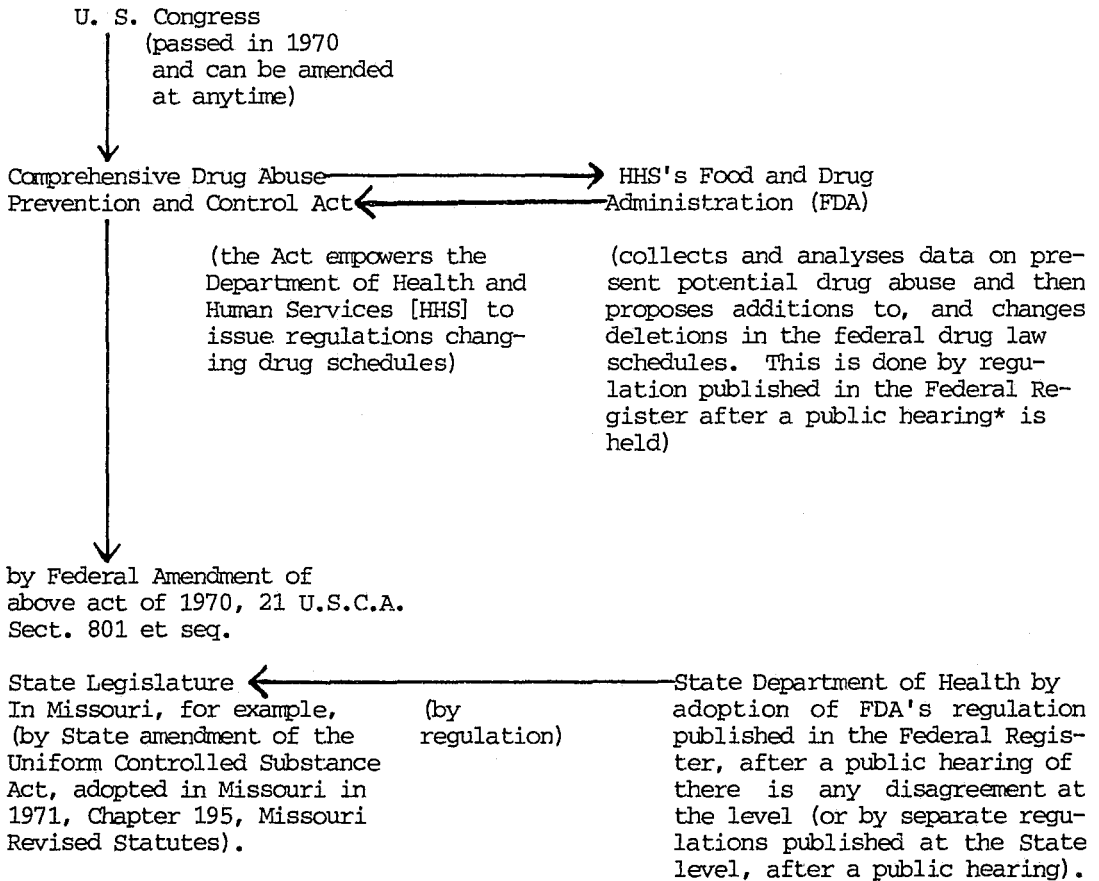 U. S. Congress
(passed in 1970
and can be amended
at anytime)
Comprehensive Drug Abuse
Prevention and Control Act
HHS's Food and Drug
Administration (FDA)
(the Act empowers the
Department of Health and
Human Services [HHS] to
issue regulations chang-
ing drug schedules)
(collects and analyses data on pre-
sent potential drug abuse and then
proposes additions to, and changes
deletions in the federal drug law
schedules. This is done by regu-
lation published in the Federal Re-
gister after a public hearing* is
held)
by Federal Amendment of
above act of 1970, 21 U.S.C.A.
Sect. 801 et seq.
State Legislature
In Missouri, for example,
(by State amendment of the
Uniform Controlled Substance
Act, adopted in Missouri in
1971, Chapter 195, Missouri
Revised Statutes).
(by
regulation)
State Department of Health by
adoption of FDA's regulation
published in the Federal Regis-
ter, after a public hearing of
there is any disagreement at
the level (or by separate regu-
lations published at the State
level, after a public hearing).